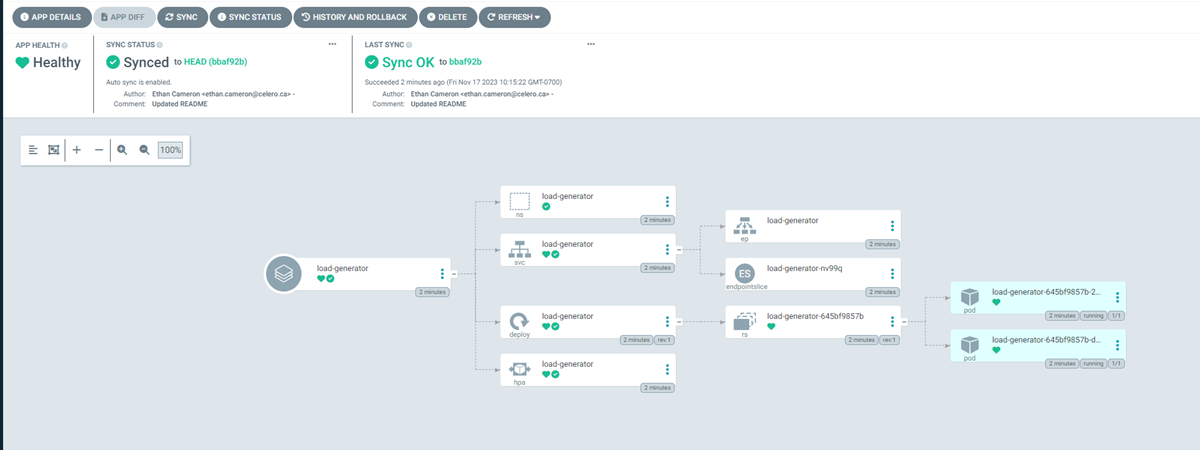 APP DETAILS APP DIFF SYNC SYNC STATUS HISTORY AND ROLLBACK DELETE REFRESH
APP HEALTH SYNC STATUS ... LAST SYNC ...
Healthy Synced to HEAD (bbaf92b) Sync OK to bbaf92b
Auto sync is enabled. Succeeded 2 minutes ago (Fri Nov 17 2023 10:15:22 GMT-0700)
Author: Ethan Cameron <ethan.cameron@celero.ca> - Author: Ethan Cameron <ethan.cameron@celero.ca> -
Comment: Updated README Comment: Updated README
100%
load-generator
2 minutes
load-generator
ns
2 minutes
load-generator
svc
2 minutes
load-generator
deploy
2 minutes rev:1
load-generator
hpa
2 minutes
load-generator
ep
2 minutes
ES
load-generator-nv99q
endpointslice
2 minutes
load-generator-645bf9857b
rs
2 minutes rev:1
load-generator-645bf9857b-2...
pod
2 minutes running 1/1
load-generator-645bf9857b-d...
pod
2 minutes running 1/1